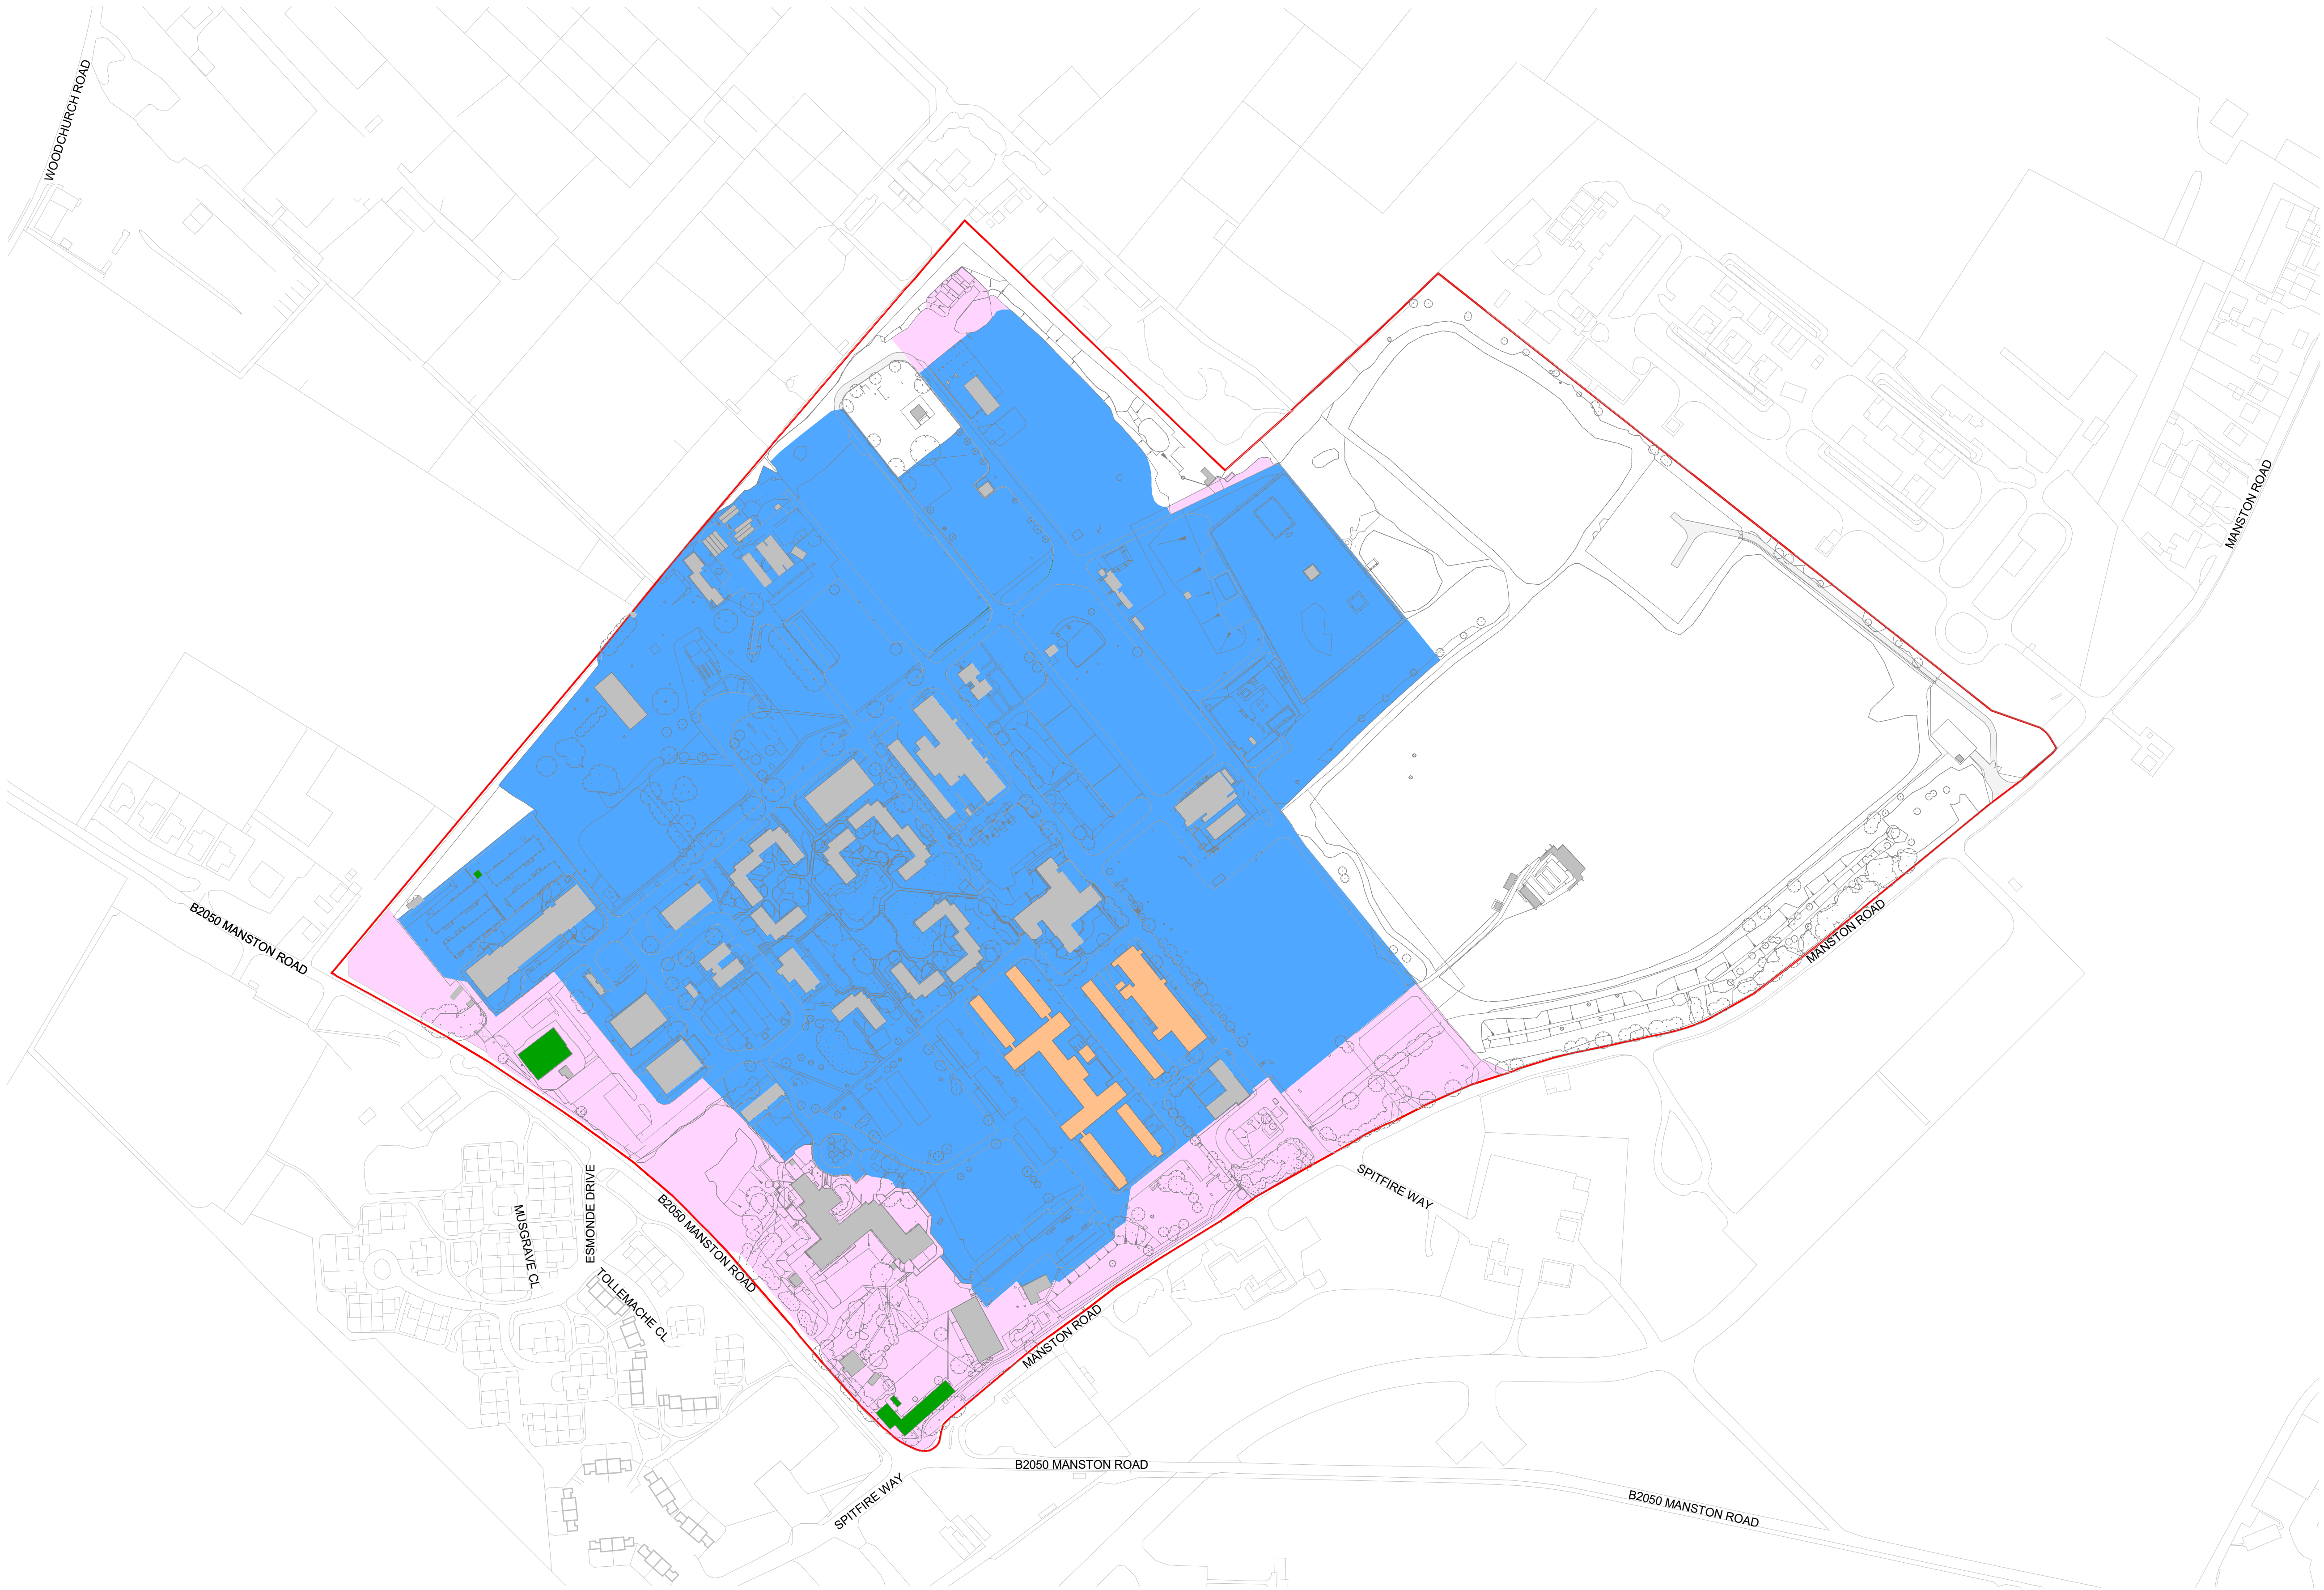 WOODCHURCH ROAD
MANSTON ROAD
B2050 MANSTON ROAD
MANSTON ROAD
MUSGRAVE CL
ESMONDE DRIVE
B2050 MANSTON ROAD
SPITFIRE WAY
TOLLEMACHE CL
MANSTON ROAD
B2050 MANSTON ROAD
SPITFIRE WAY
B2050 MANSTON ROAD